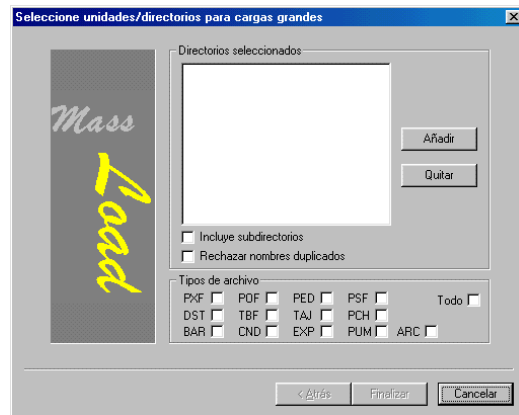 Seleccione unidades/directorios para cargas grandes
Mass
Load
Directorios seleccionados
Añadir
Quitar
Incluye subdirectorios
Rechazar nombres duplicados
Tipos de archivo
PXF POF PED PSF Todo
DST TBF TAJ PCH
BAR CND EXP PUM ARC
< Atrás Finalizar Cancelar